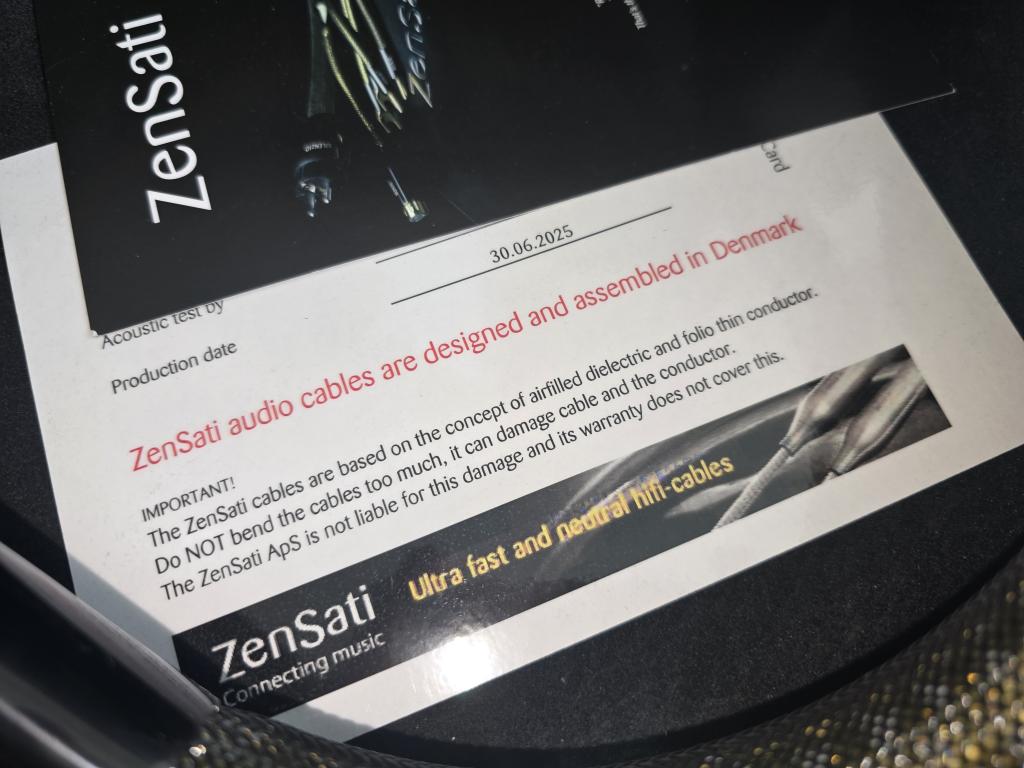 ZenSati
ZenSa
Card
30.06.2025
Acoustic test by
Production date
ZenSati audio cables are designed and assembled in Denmark
IMPORTANT!
The ZenSati cables are based on the concept of airfilled dielectric and folio thin conductor.
Do NOT bend the cables too much, it can damage cable and the conductor.
The ZenSati ApS is not liable for this damage and its warranty does not cover this.
Ultra fast and neutral hifi-cables
ZenSati
Connecting music